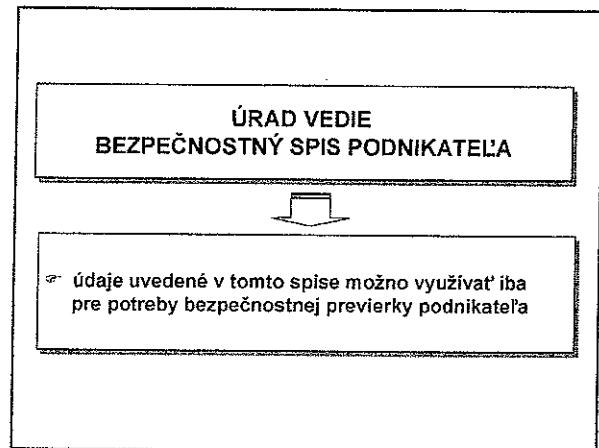 ÚRAD VEDIE
BEZPEČNOSTNÝ SPIS PODNIKATEĽA
☞ údaje uvedené v tomto spise možno využívať iba
pre potreby bezpečnostnej previerky podnikateľa